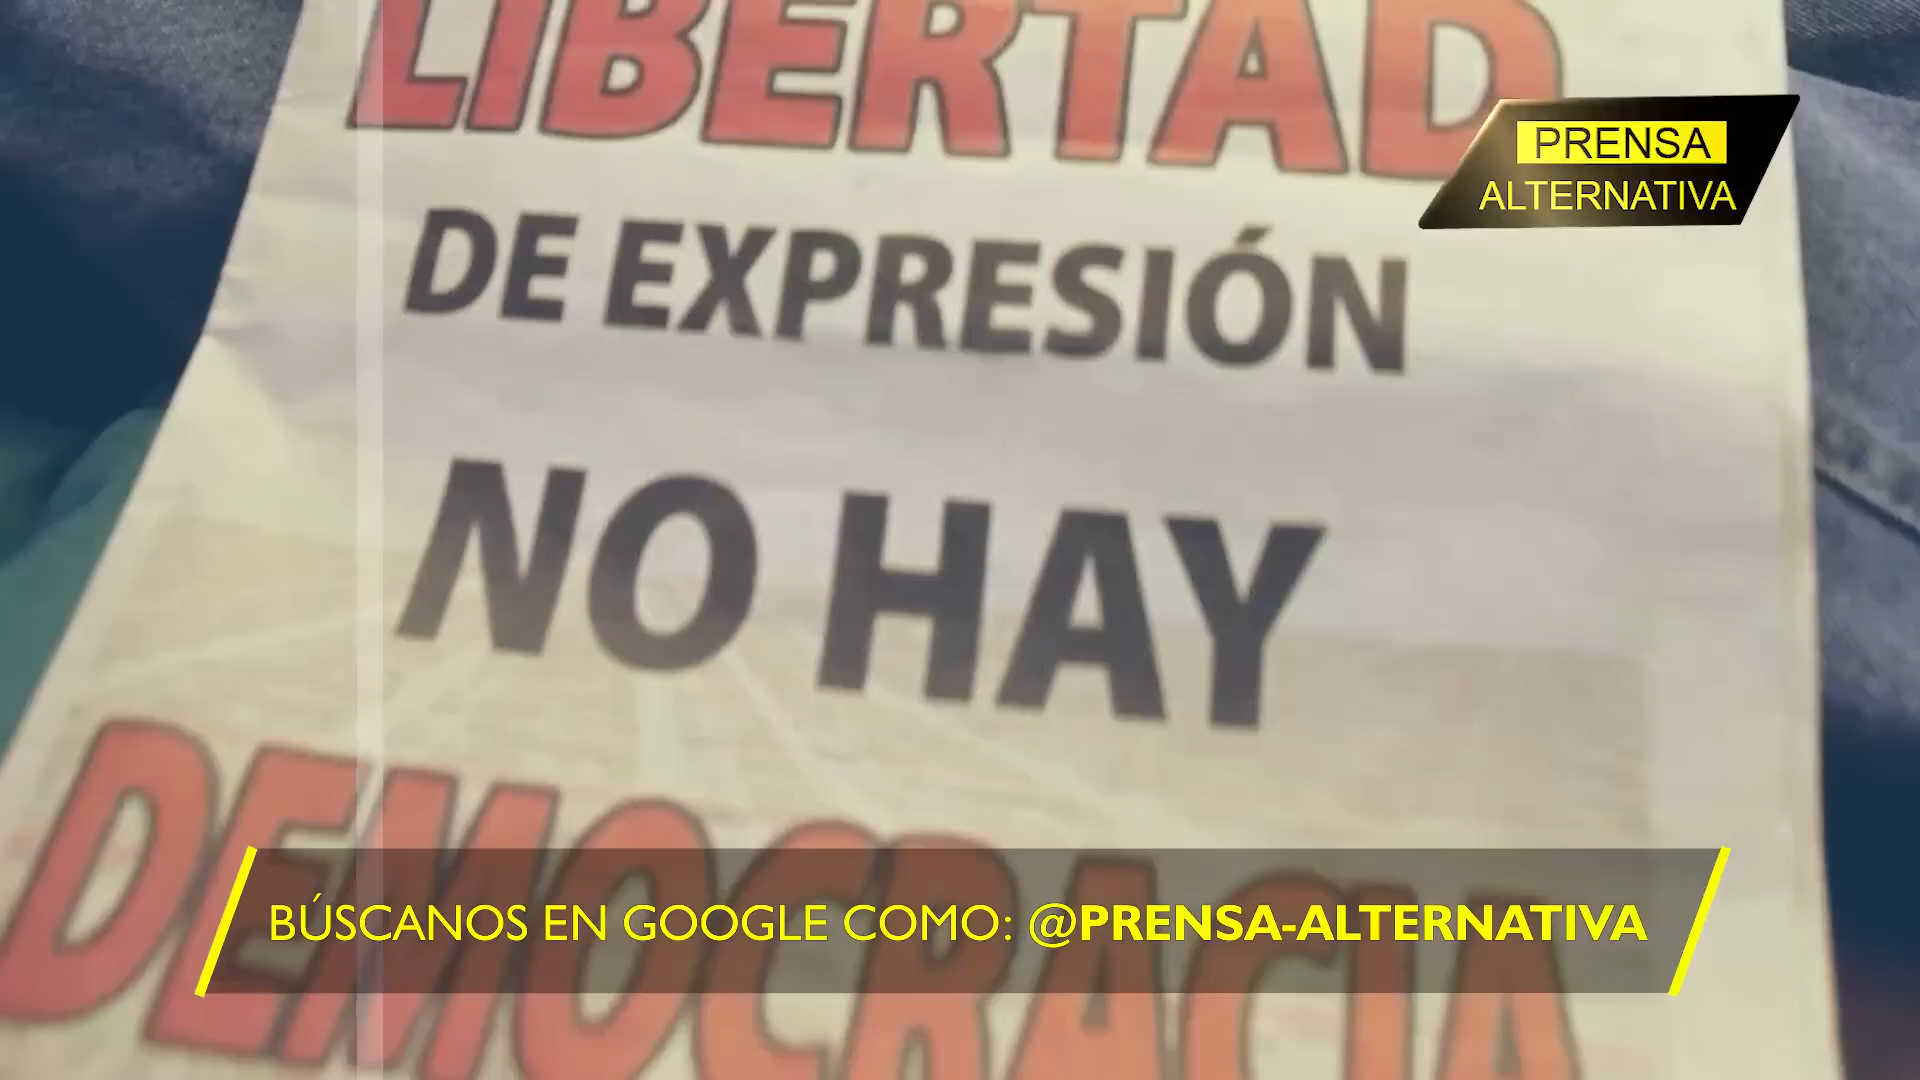 LIBERTAD
DE EXPRESIÓN
NO HAY
DEMOCRACIA
PRENSA
ALTERNATIVA
BÚSCANOS EN GOOGLE COMO: @PRENSA-ALTERNATIVA